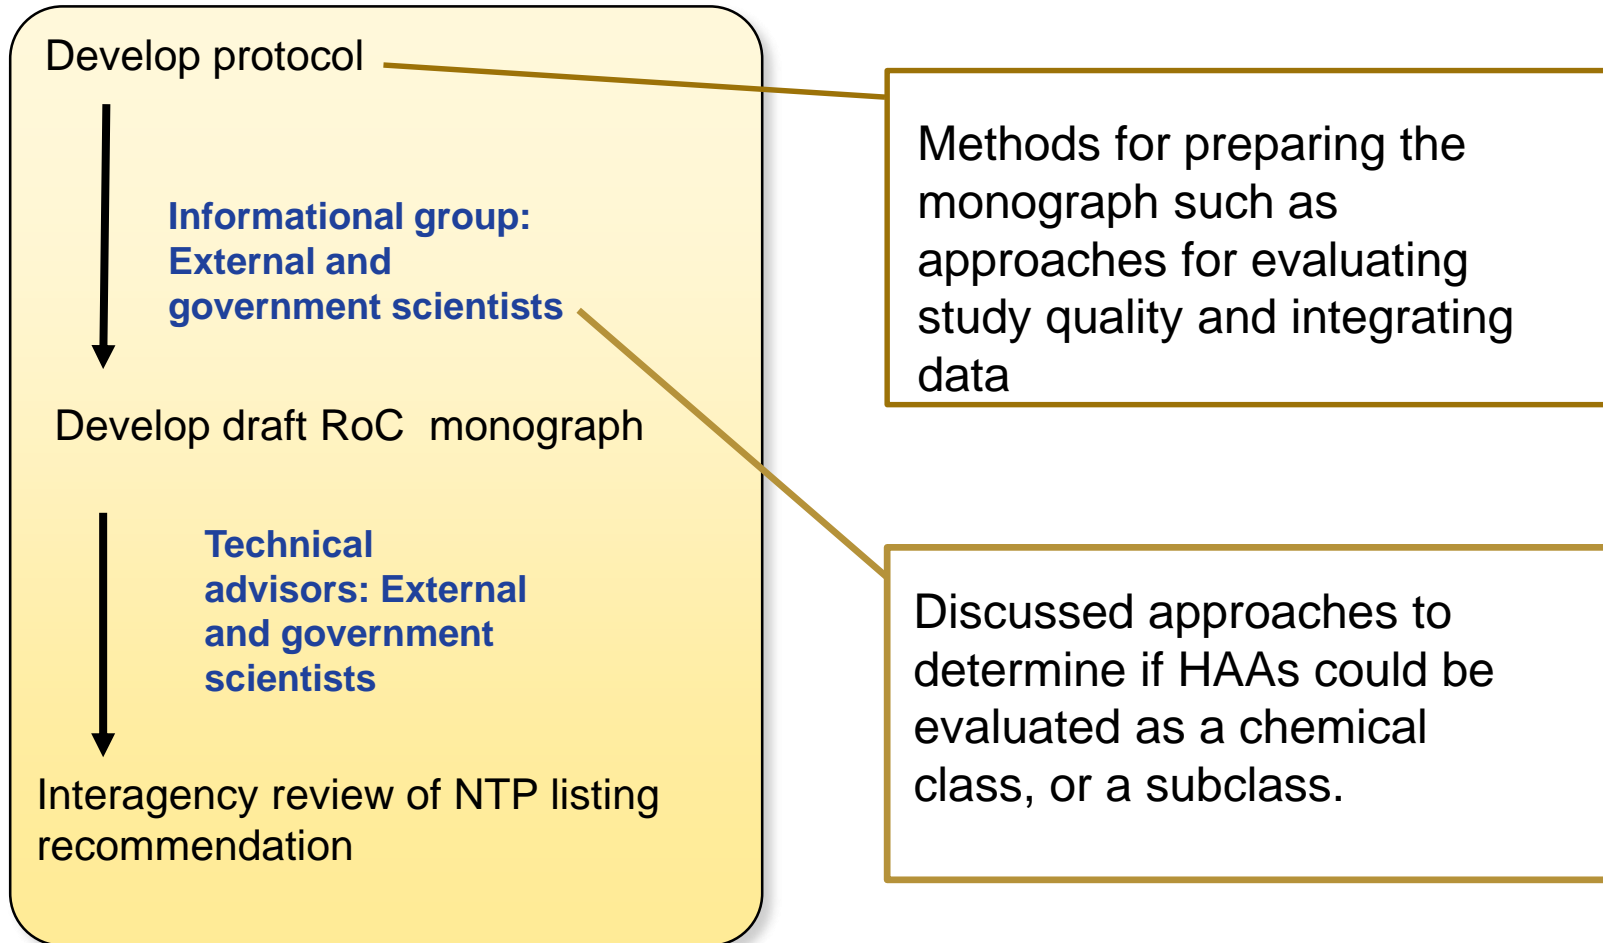 Develop protocol
Informational group:
External and
government scientists
Develop draft RoC  monograph
Technical
advisors: External
and government
scientists
Interagency review of NTP listing
recommendation
Methods for preparing the
monograph such as
approaches for evaluating
study quality and integrating
data
Discussed approaches to
determine if HAAs could be
evaluated as a chemical
class, or a subclass.